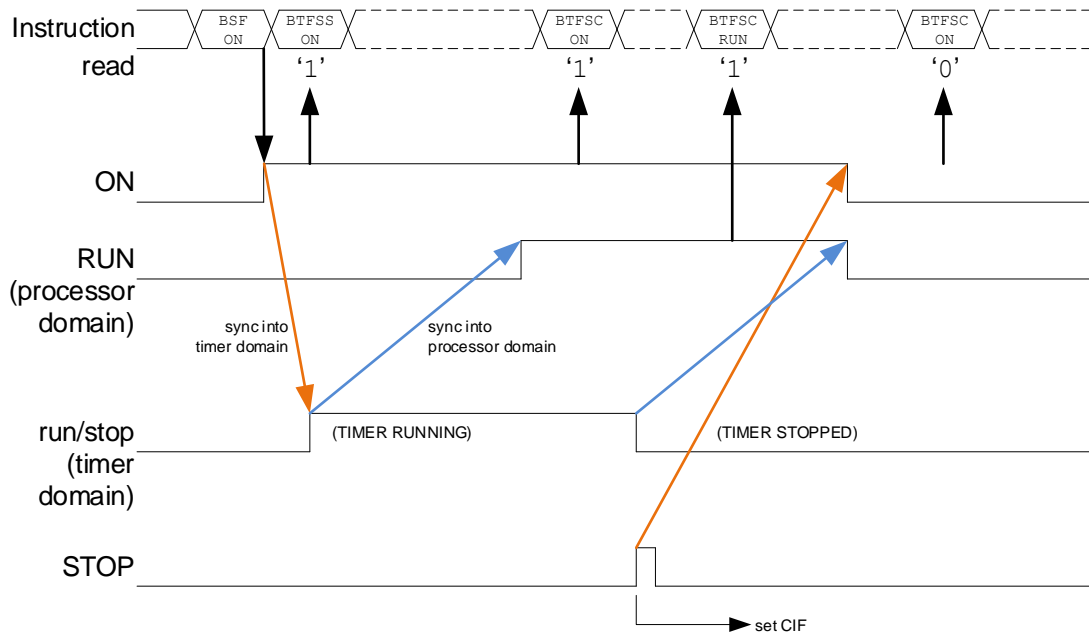 Instruction
BSF
ON
BTFSS
ON
BTFSC
ON
BTFSC
RUN
BTFSC
ON
read
‘1’
‘1’
‘1’
‘0’
ON
RUN
(processor
domain)
sync into
timer domain
sync into
processor domain
run/stop
(timer
domain)
(TIMER RUNNING)
(TIMER STOPPED)
STOP
set CIF